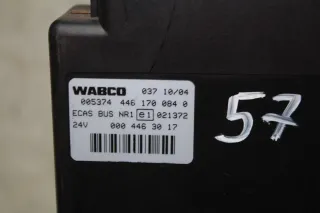 WABCO 037 10/04
005374 446 170 084 0
ECAS BUS NR1 e1 021372
24V 000 446 30 17
57